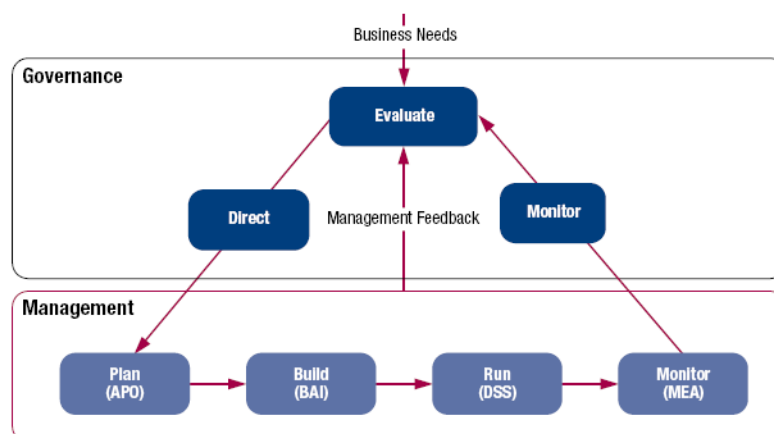 Business Needs
Governance
Evaluate
Direct
Management Feedback
Monitor
Management
Plan
(APO)
Build
(BAI)
Run
(DSS)
Monitor
(MEA)